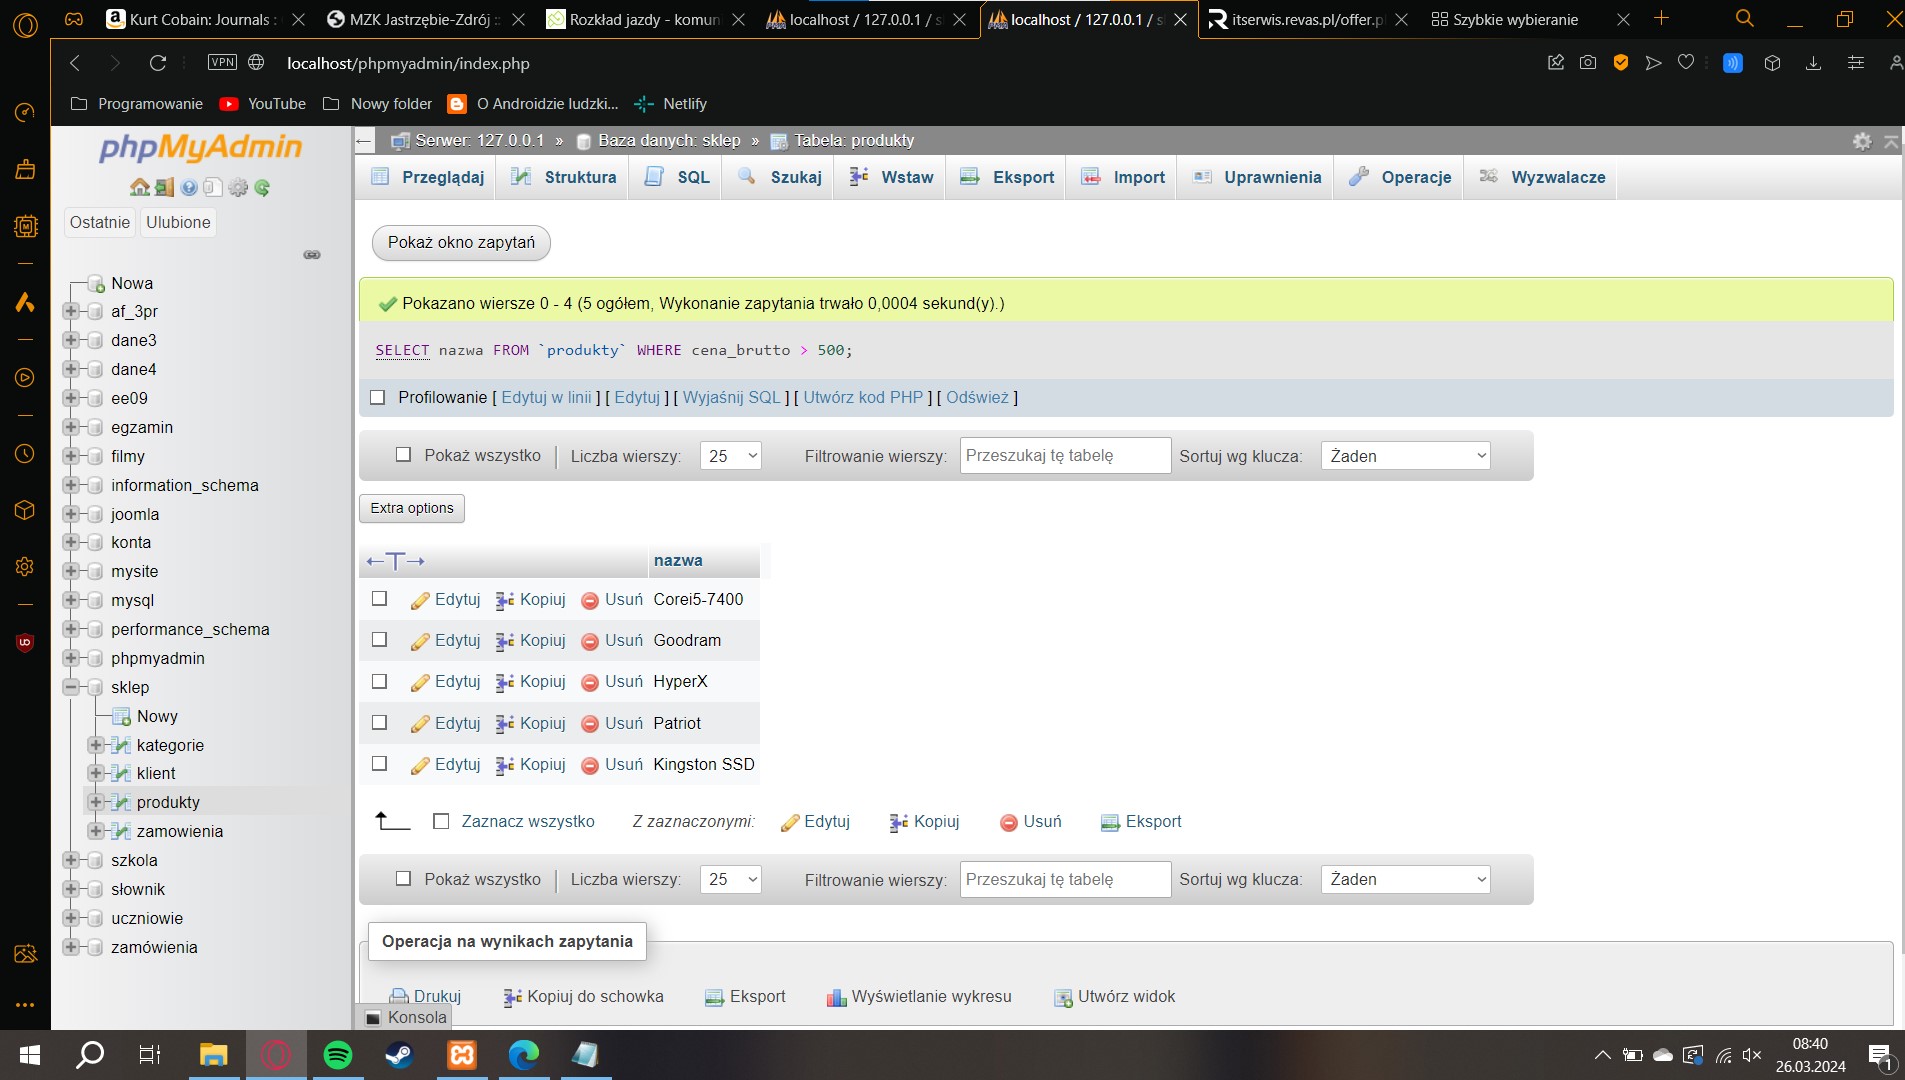 Kurt Cobain: Journals :
MZK Jastrzębie-Zdrój ::
Rozkład jazdy - komun
localhost / 127.0.0.1 / s
localhost / 127.0.0.1 / s
itserwis.revas.pl/offer.p
Szybkie wybieranie
VPN
localhost/phpmyadmin/index.php
Programowanie
YouTube
Nowy folder
O Androidzie ludzki...
Netlify
phpMyAdmin
Ostatnie
Ulubione
Nowa
af_3pr
dane3
dane4
ee09
egzamin
filmy
information_schema
joomla
konta
mysite
mysql
performance_schema
phpmyadmin
sklep
Nowy
kategorie
klient
produkty
zamowienia
szkola
słownik
uczniowie
zamówienia
Serwer: 127.0.0.1 » Baza danych: sklep » Tabela: produkty
Przeglądaj
Struktura
SQL
Szukaj
Wstaw
Eksport
Import
Uprawnienia
Operacje
Wyzwalacze
Pokaż okno zapytań
Pokazano wiersze 0 - 4 (5 ogółem, Wykonanie zapytania trwało 0,0004 sekund(y).)
SELECT nazwa FROM `produkty` WHERE cena_brutto > 500;
Profilowanie [ Edytuj w linii ] [ Edytuj ] [ Wyjaśnij SQL ] [ Utwórz kod PHP ] [ Odśwież ]
Pokaż wszystko | Liczba wierszy: 25 Filtrowanie wierszy: Przeszukaj tę tabelę Sortuj wg klucza: Żaden
Extra options
←T→ nazwa
Edytuj Kopiuj Usuń Corei5-7400
Edytuj Kopiuj Usuń Goodram
Edytuj Kopiuj Usuń HyperX
Edytuj Kopiuj Usuń Patriot
Edytuj Kopiuj Usuń Kingston SSD
Zaznacz wszystko Z zaznaczonymi: Edytuj Kopiuj Usuń Eksport
Pokaż wszystko | Liczba wierszy: 25 Filtrowanie wierszy: Przeszukaj tę tabelę Sortuj wg klucza: Żaden
Operacja na wynikach zapytania
Drukuj Kopiuj do schowka Eksport Wyświetlanie wykresu Utwórz widok
Konsola
08:40
26.03.2024
1